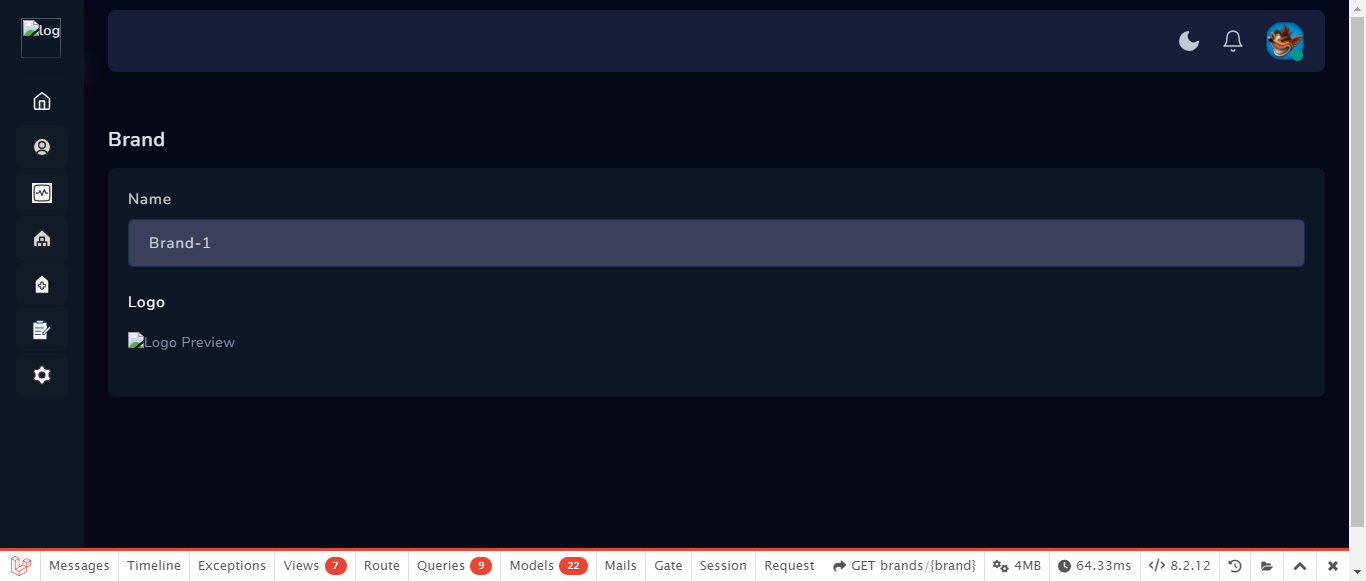 log
Brand
Name
Brand-1
Logo
Logo Preview
Messages Timeline Exceptions Views 7 Route Queries 9 Models 22 Mails Gate Session Request GET brands/{brand} 4MB 64.33ms </> 8.2.12